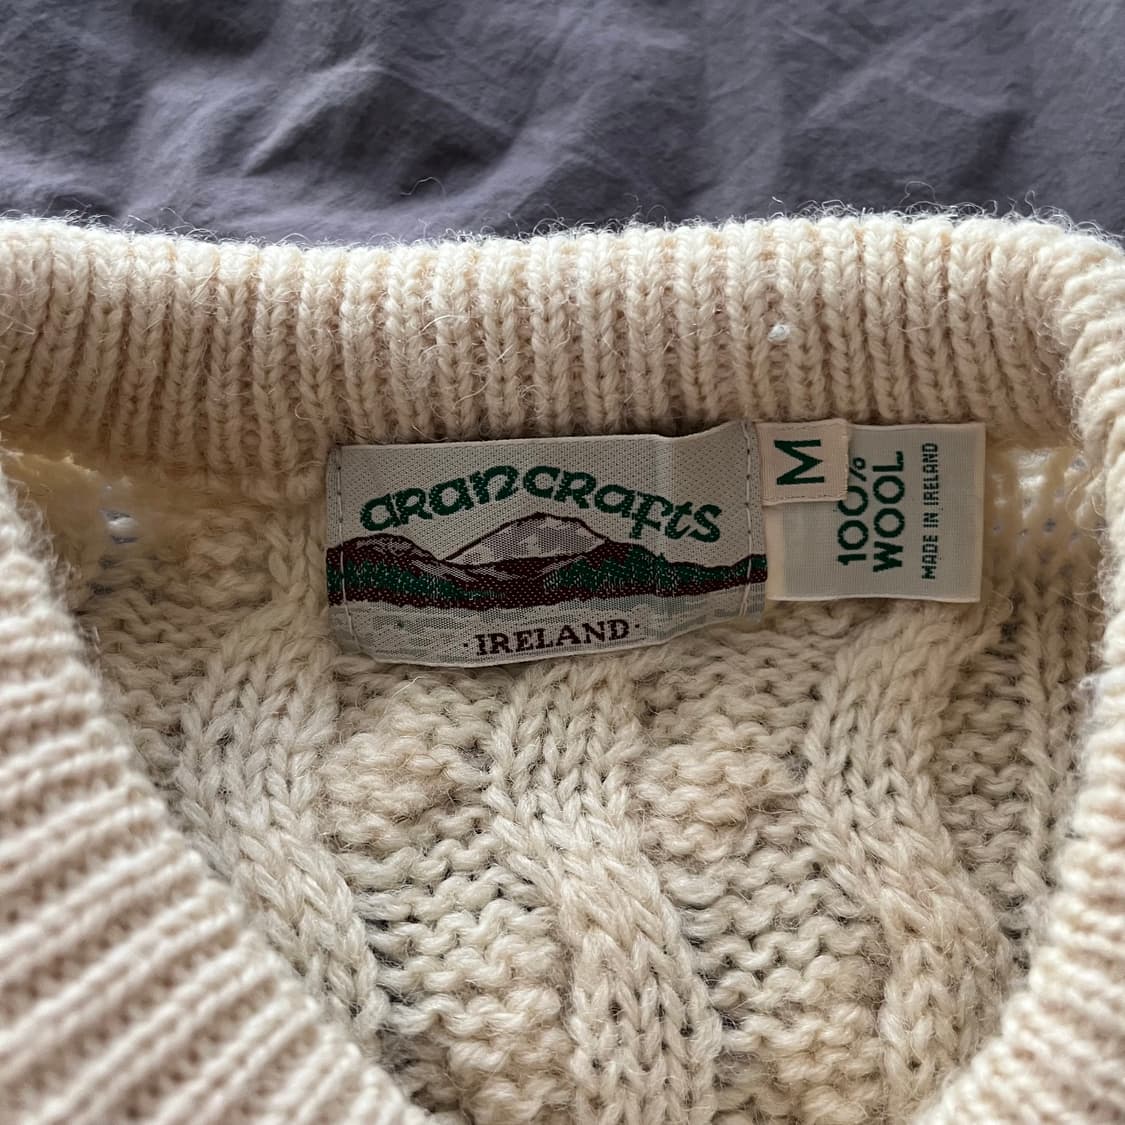 arancrafts
·IRELAND·
M
100%
WOOL
MADE IN IRELAND